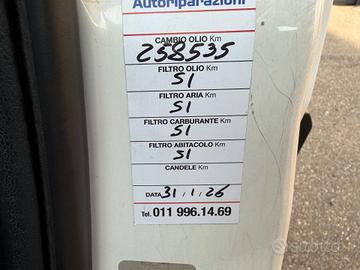 Autoriparazioni
CAMBIO OLIO Km
258535
FILTRO OLIO Km
SI
FILTRO ARIA Km
SI
FILTRO CARBURANTE Km
SI
FILTRO ABITACOLO Km
SI
CANDELE Km
DATA 31, 1, 26
Tel. 011 996.14.69
subito